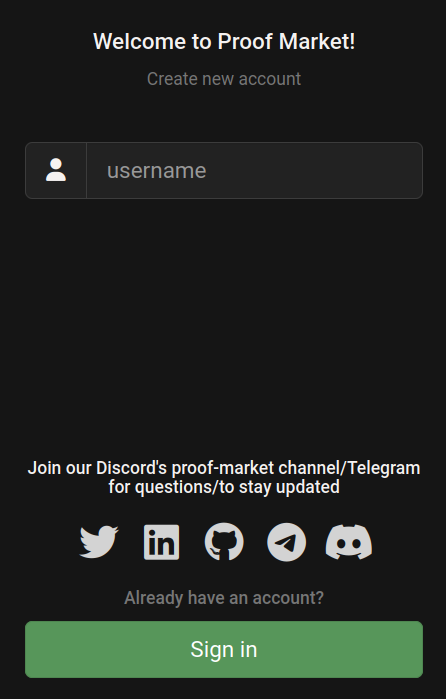 Welcome to Proof Market!
Create new account
username
Join our Discord's proof-market channel/Telegram
for questions/to stay updated
Already have an account?
Sign in